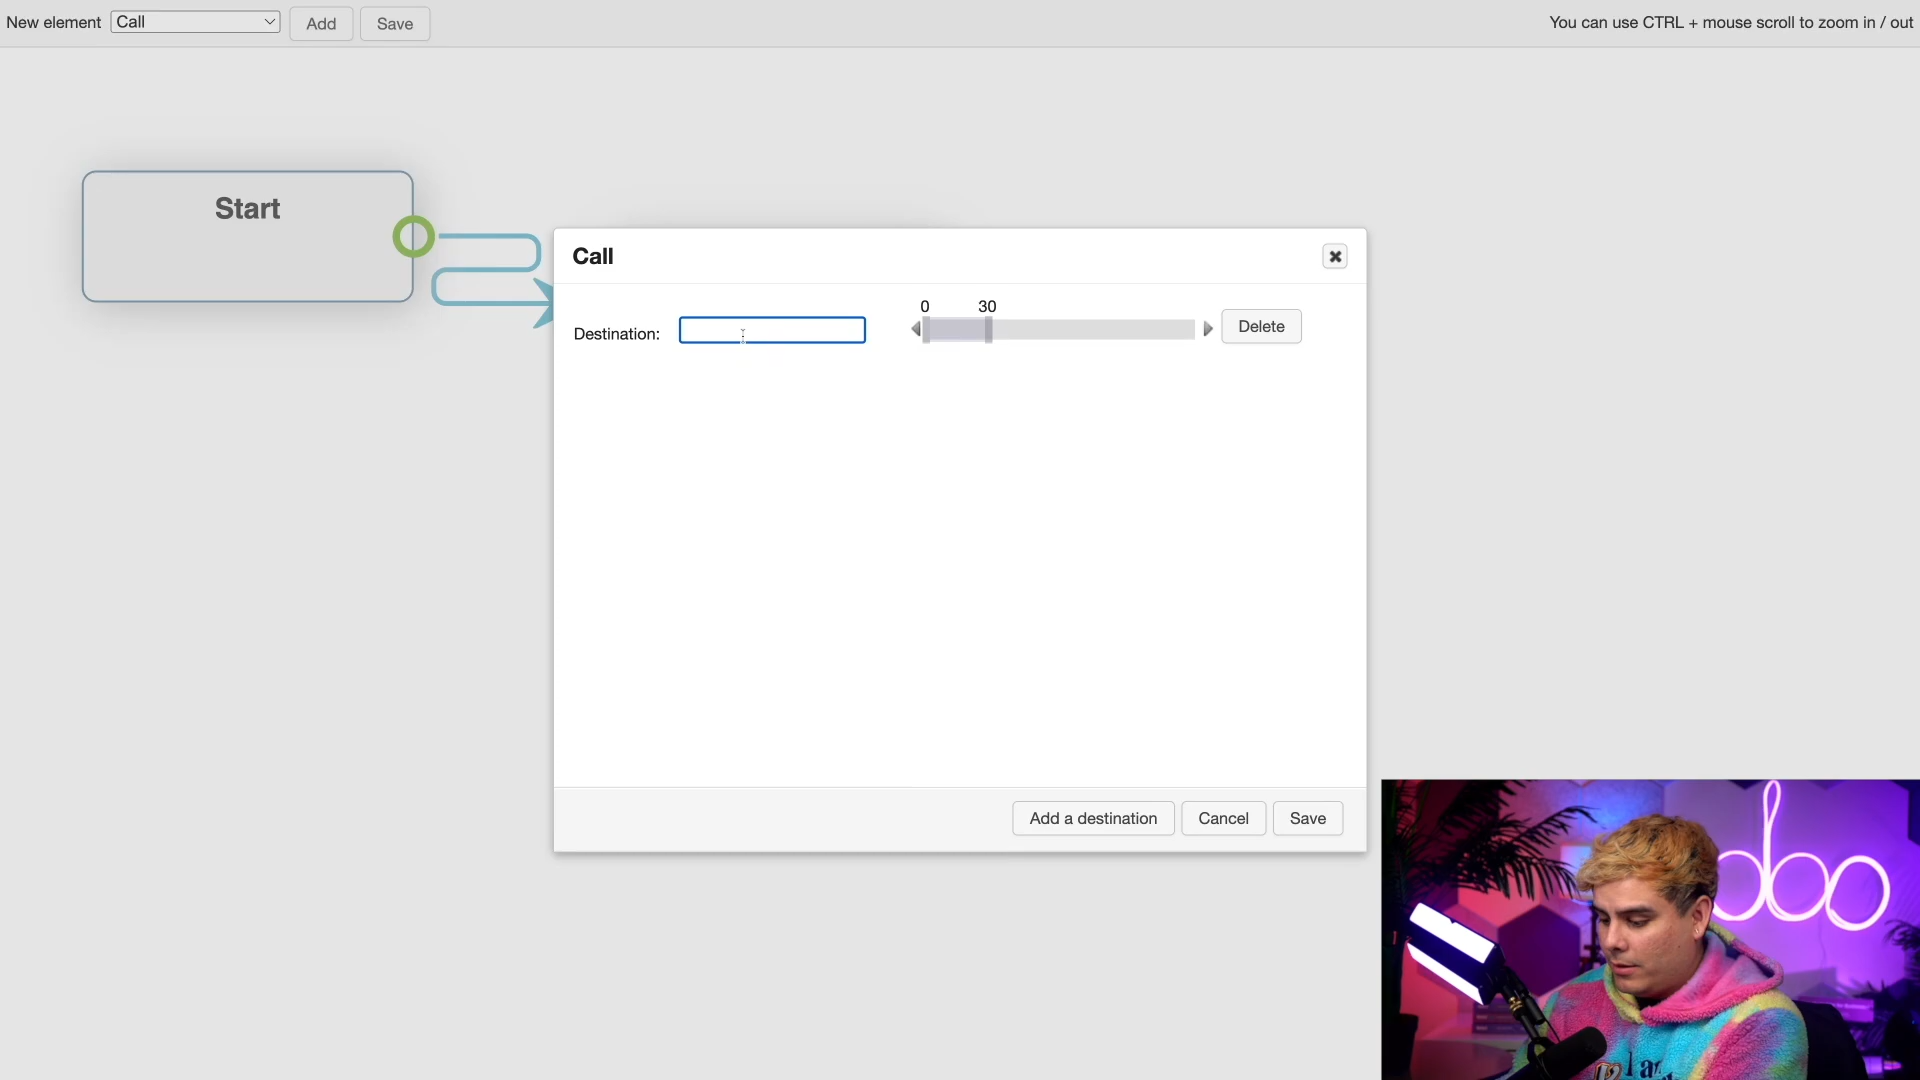 New element Call Add Save You can use CTRL + mouse scroll to zoom in / out
Start
Call
0 30
Destination: Delete
Add a destination Cancel Save